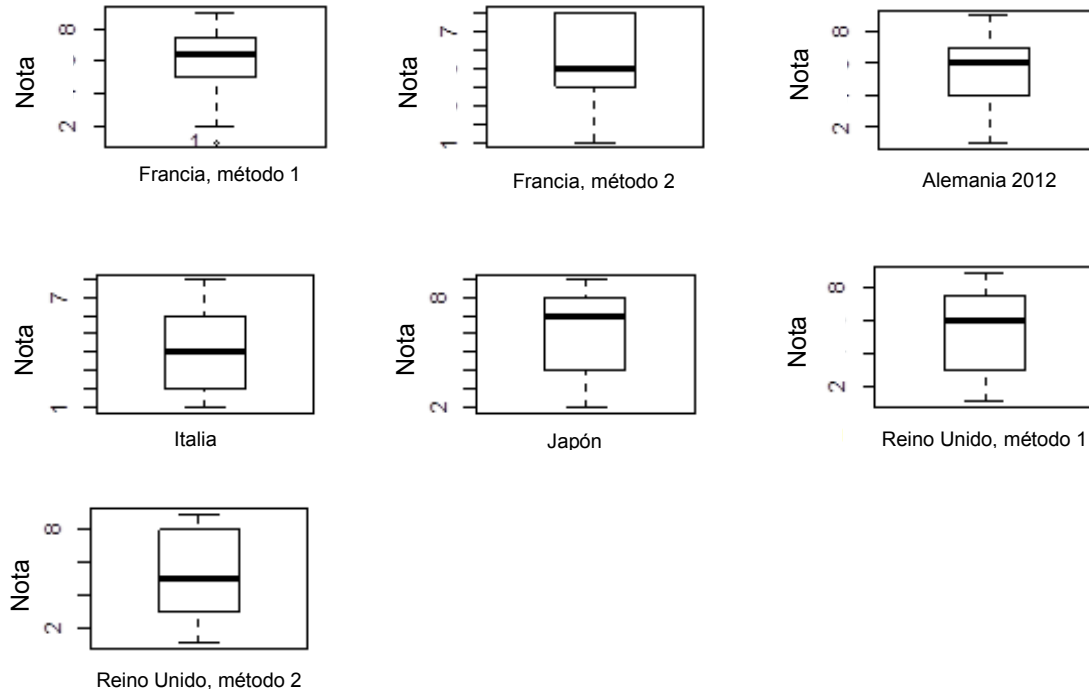 Nota
8
2
1
Francia, método 1
Nota
7
1
Francia, método 2
Nota
8
2
Alemania 2012
Nota
7
1
Italia
Nota
8
2
Japón
Nota
8
2
Reino Unido, método 1
Nota
8
2
Reino Unido, método 2